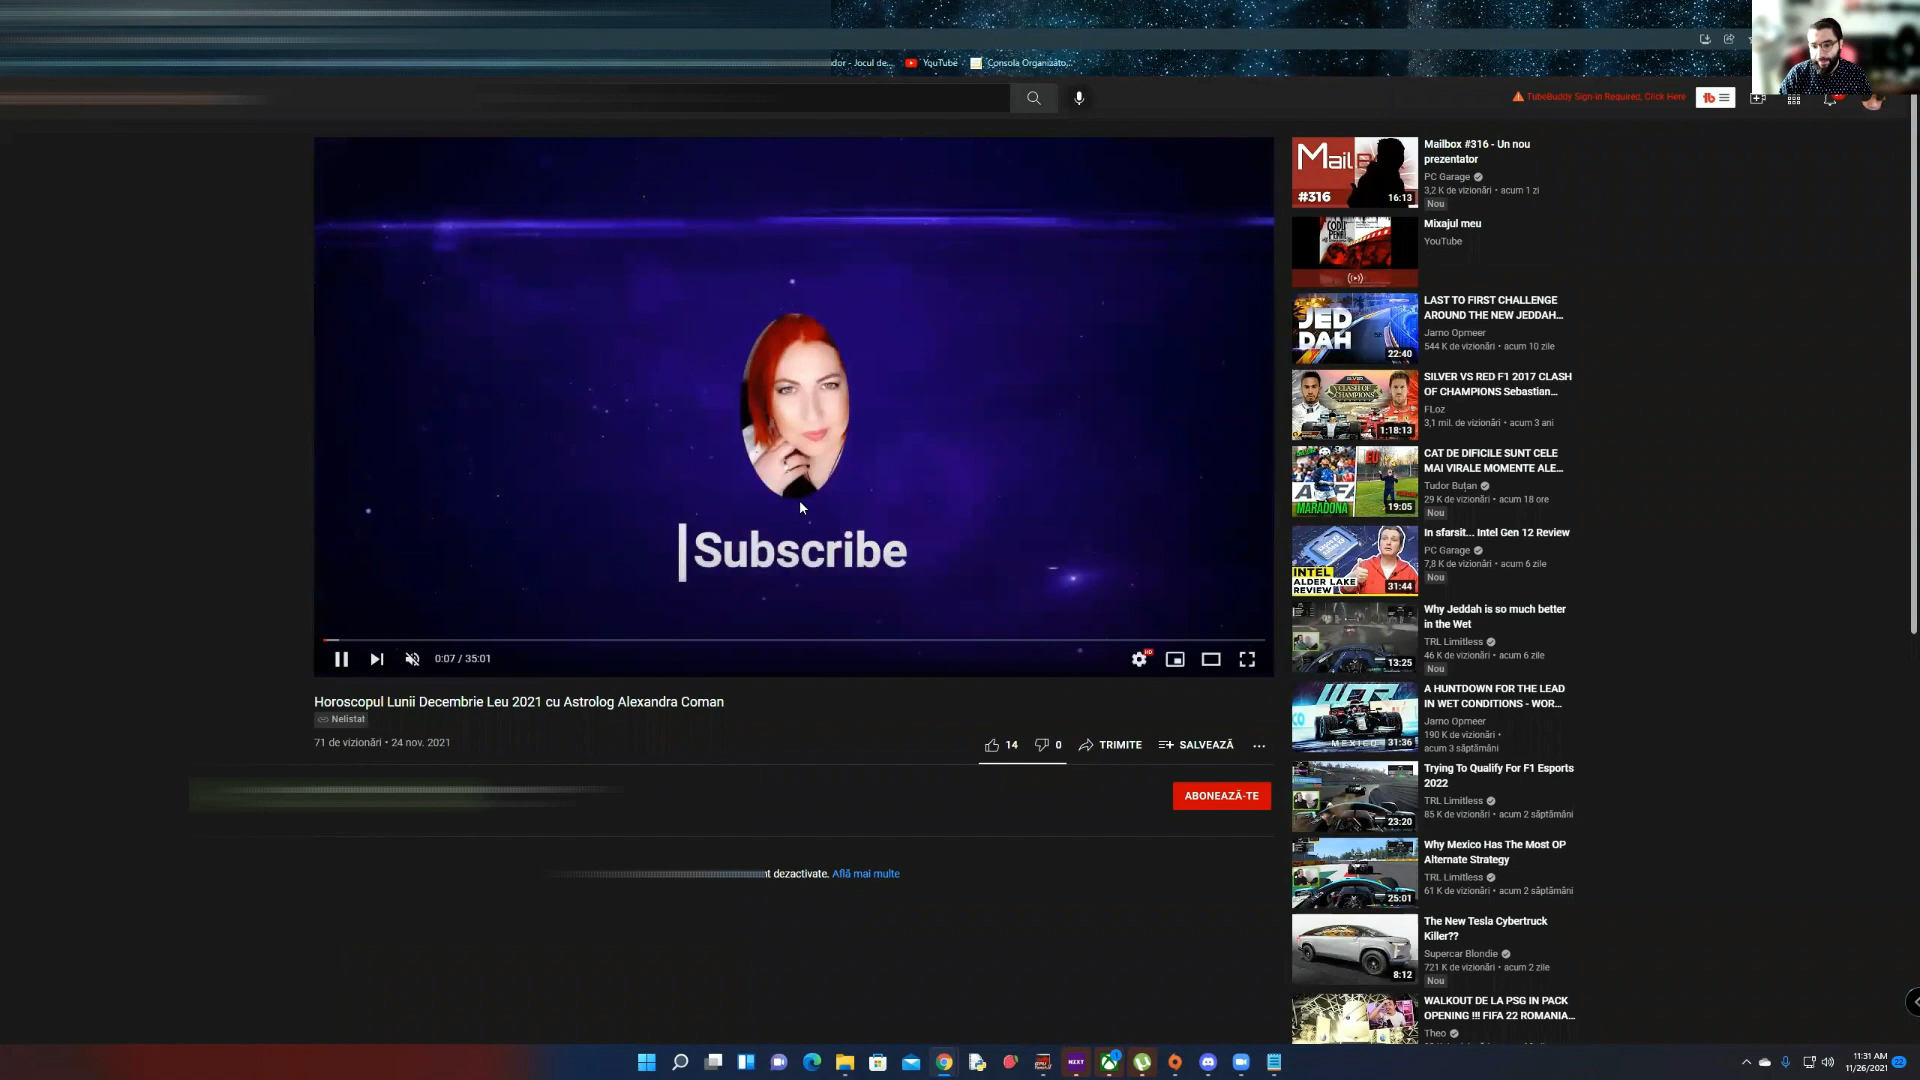 dor - Jocul de...
YouTube
Consola Organizato...
TubeBuddy Sign-in Required, Click Here
Subscribe
0:07 / 35:01
HD
Horoscopul Lunii Decembrie Leu 2021 cu Astrolog Alexandra Coman
Nelistat
71 de vizionări • 24 nov. 2021
14
0
TRIMITE
SALVEAZĂ
ABONEAZĂ-TE
t dezactivate. Află mai multe
Mail
#316
16:13
Mailbox #316 - Un nou
prezentator
PC Garage
3,2 K de vizionări • acum 1 zi
Nou
Mixajul meu
YouTube
JED
DAH
22:40
LAST TO FIRST CHALLENGE
AROUND THE NEW JEDDAH...
Jarno Opmeer
544 K de vizionări • acum 10 zile
CLASH OF
CHAMPIONS
1:18:13
SILVER VS RED F1 2017 CLASH
OF CHAMPIONS Sebastian...
FLoz
3,1 mil. de vizionări • acum 3 ani
EU
MARADONA
19:05
CAT DE DIFICILE SUNT CELE
MAI VIRALE MOMENTE ALE...
Tudor Buțan
29 K de vizionări • acum 18 ore
Nou
INTEL
ALDER LAKE
REVIEW
31:44
In sfarsit... Intel Gen 12 Review
PC Garage
7,8 K de vizionări • acum 6 zile
Nou
13:25
Why Jeddah is so much better
in the Wet
TRL Limitless
46 K de vizionări • acum 6 zile
Nou
MEXICO
31:36
A HUNTDOWN FOR THE LEAD
IN WET CONDITIONS - WOR...
Jarno Opmeer
190 K de vizionări •
acum 3 săptămâni
23:20
Trying To Qualify For F1 Esports
2022
TRL Limitless
85 K de vizionări • acum 2 săptămâni
25:01
Why Mexico Has The Most OP
Alternate Strategy
TRL Limitless
61 K de vizionări • acum 2 săptămâni
8:12
The New Tesla Cybertruck
Killer??
Supercar Blondie
721 K de vizionări • acum 2 zile
Nou
WALKOUT DE LA PSG IN PACK
OPENING !!! FIFA 22 ROMANIA...
Theo
NZXT
11:31 AM
11/26/2021
22